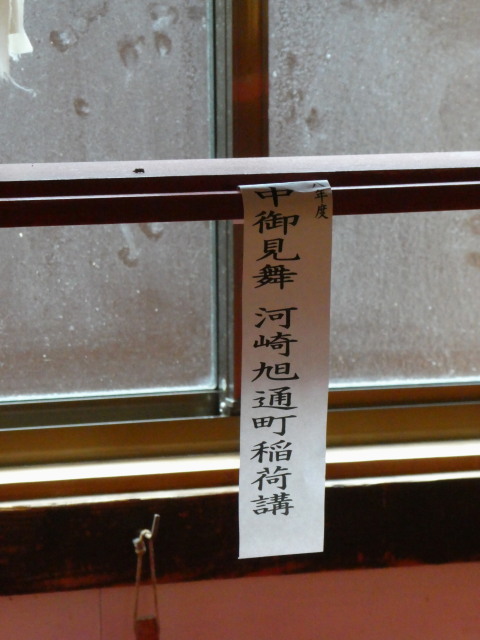 年度
中御見舞 河崎旭通町稲荷講